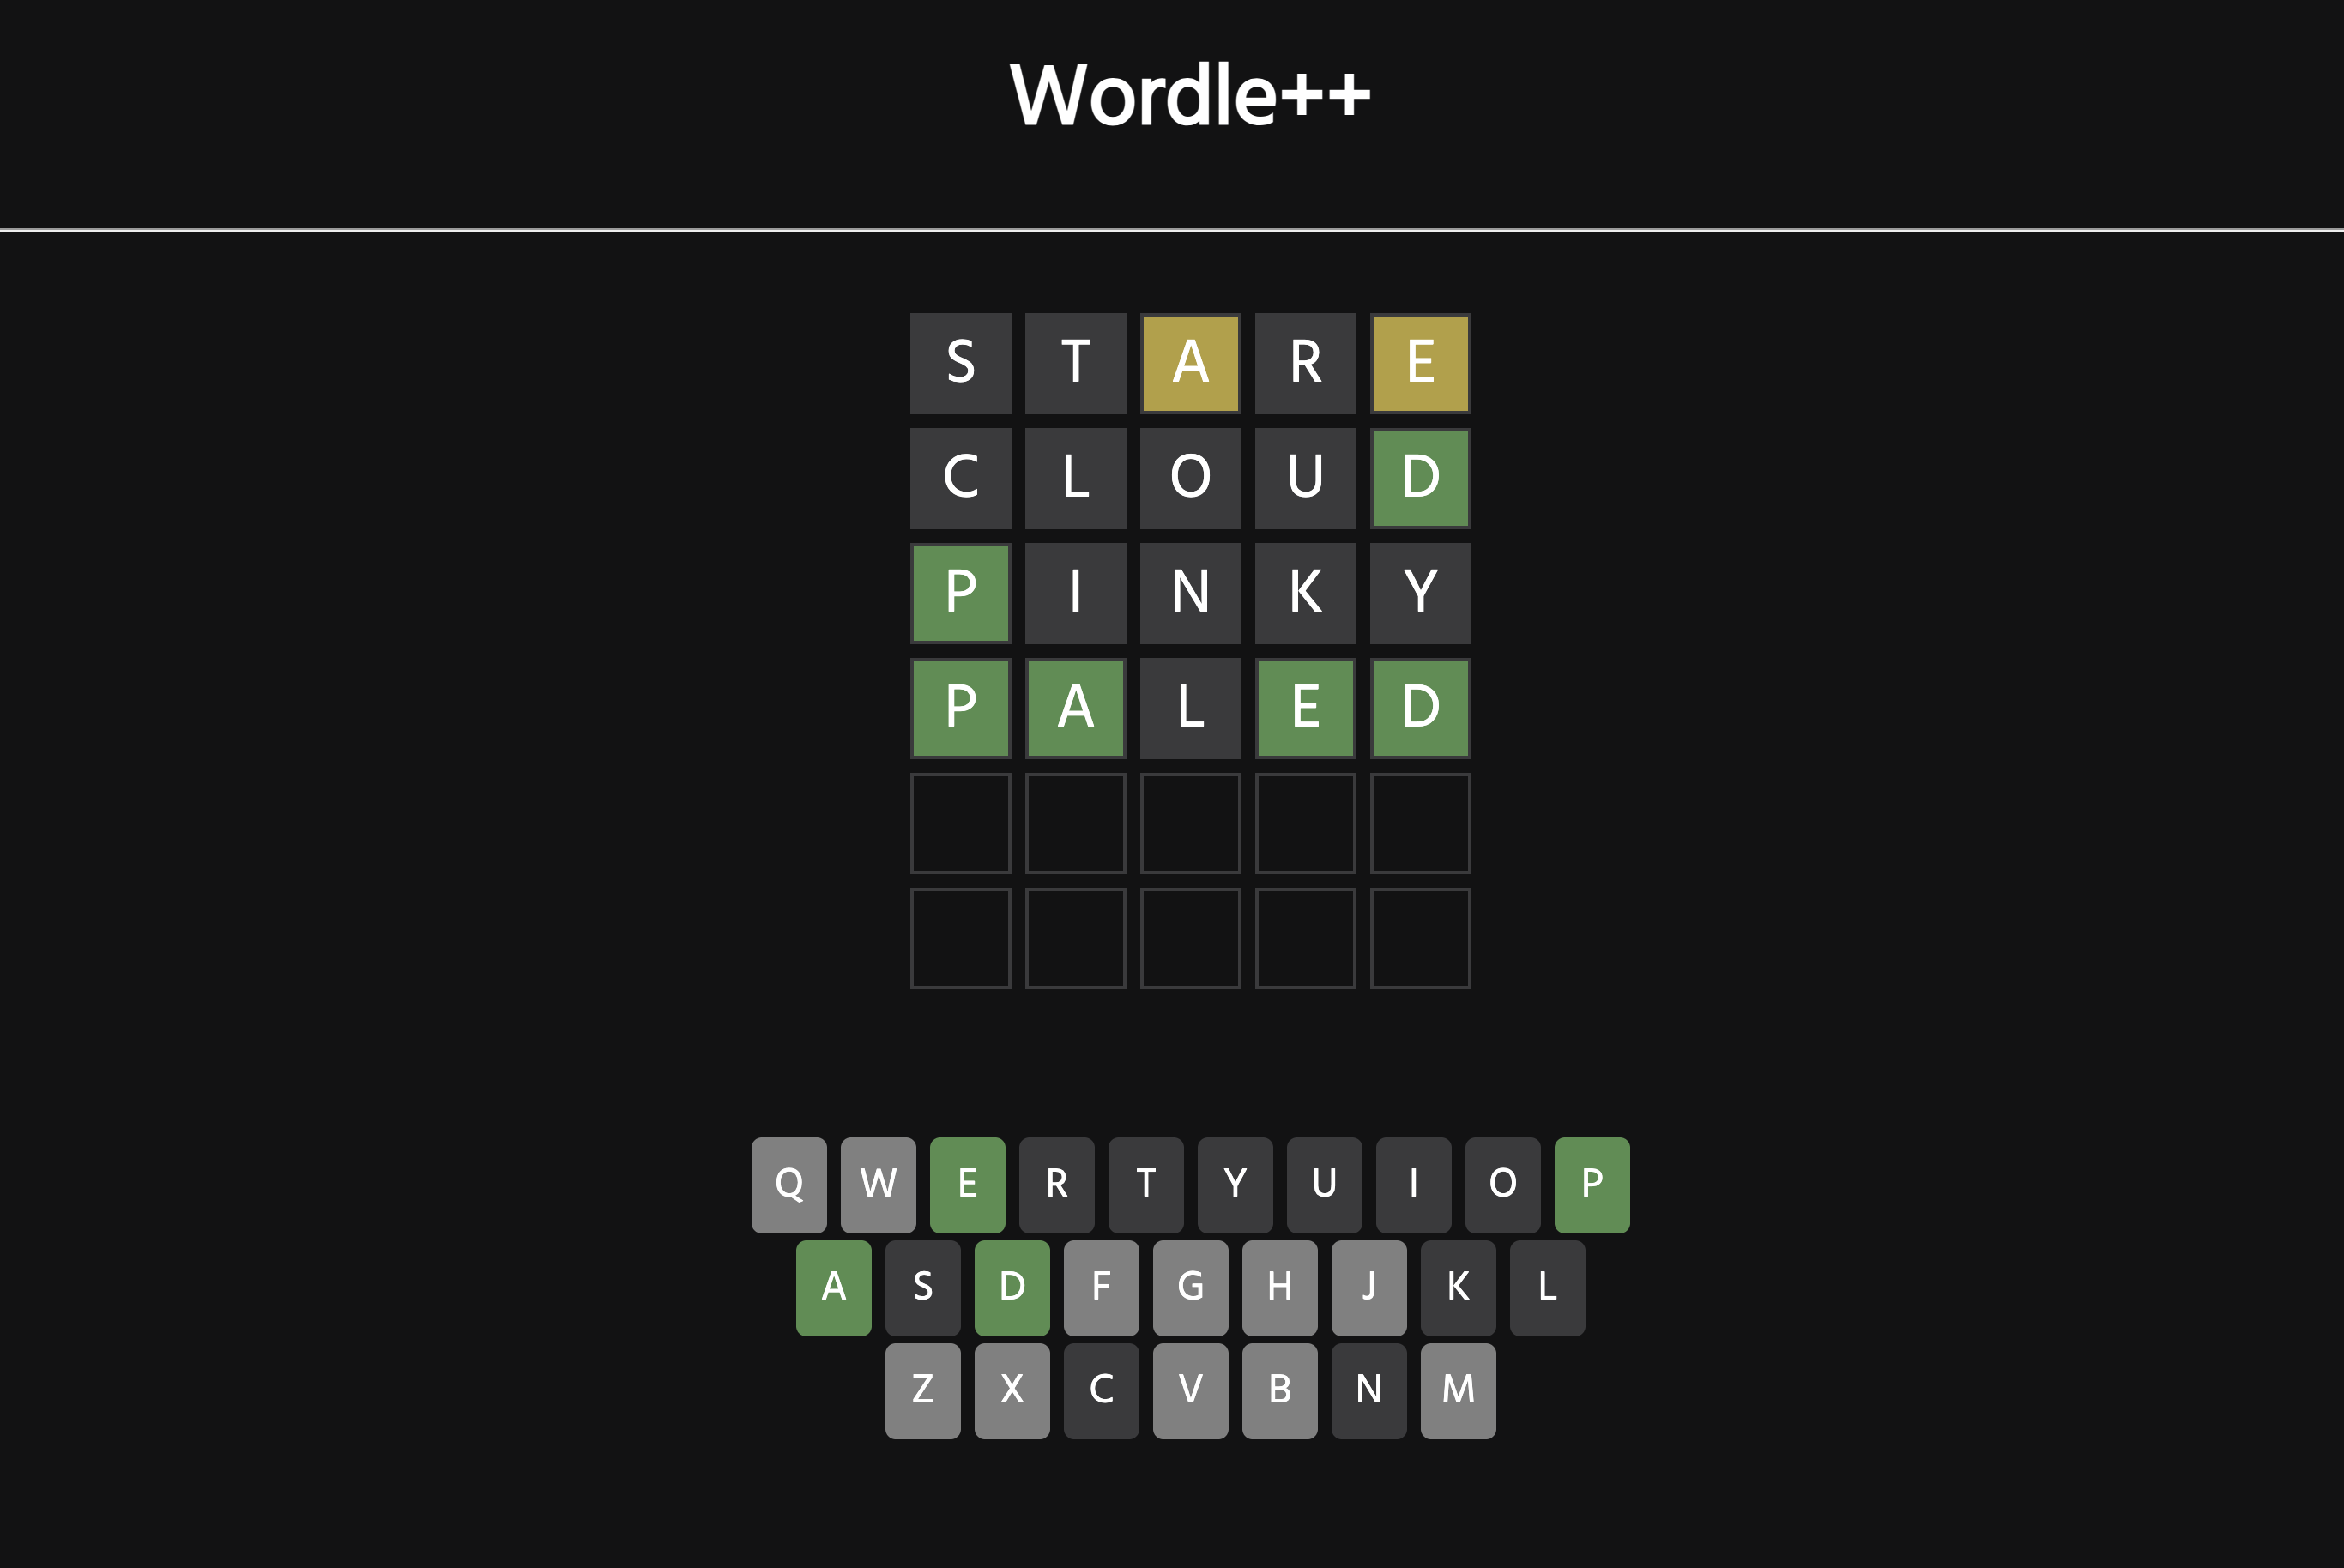 Wordle++
S T A R E
C L O U D
P I N K Y
P A L E D
Q W E R T Y U I O P
A S D F G H J K L
Z X C V B N M